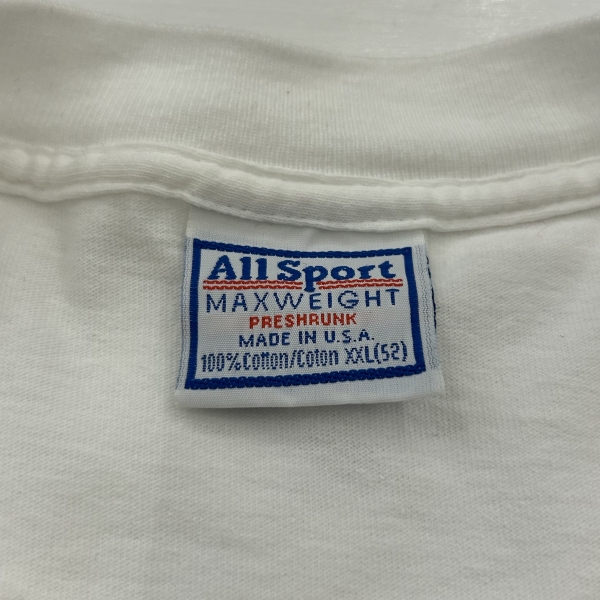 All Sport
MAXWEIGHT
PRESHRUNK
MADE IN U.S.A.
100% Cotton/Coton XXL(52)